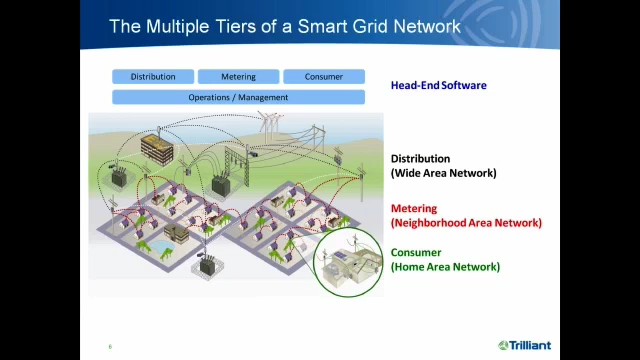 The Multiple Tiers of a Smart Grid Network
Distribution
Metering
Consumer
Operations / Management
Head-End Software
Distribution
(Wide Area Network)
Metering
(Neighborhood Area Network)
Consumer
(Home Area Network)
6
Trilliant